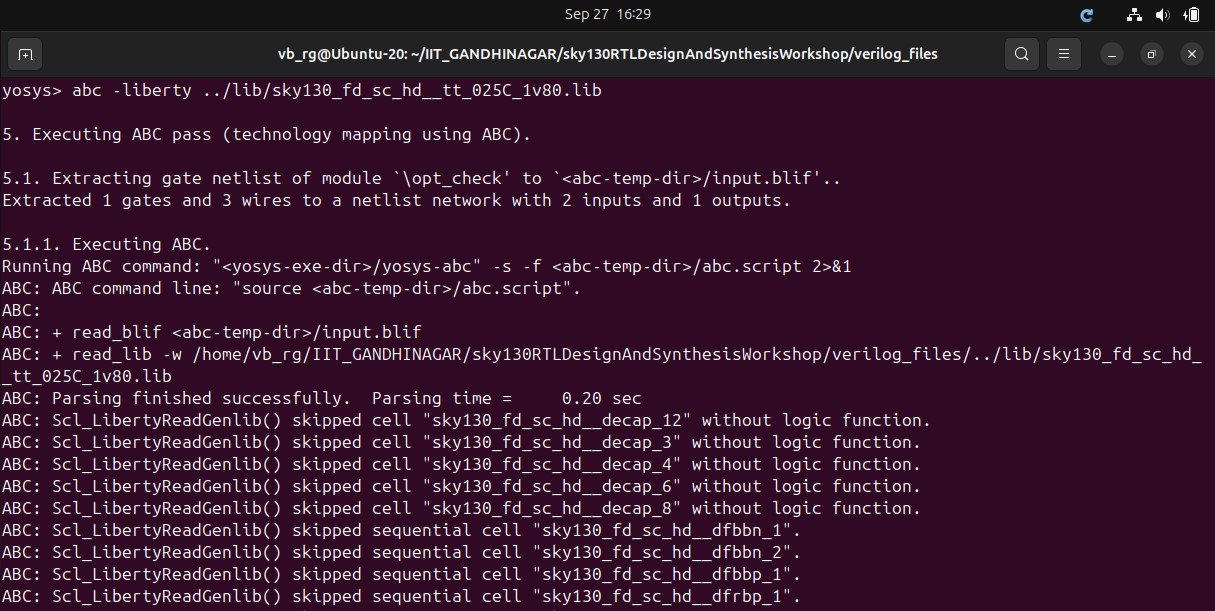 Sep 27 16:29
vb_rg@Ubuntu-20: ~/IIT_GANDHINAGAR/sky130RTLDesignAndSynthesisWorkshop/verilog_files
yosys> abc -liberty ../lib/sky130_fd_sc_hd__tt_025C_1v80.lib
5. Executing ABC pass (technology mapping using ABC).
5.1. Extracting gate netlist of module `\opt_check' to `<abc-temp-dir>/input.blif'..
Extracted 1 gates and 3 wires to a netlist network with 2 inputs and 1 outputs.
5.1.1. Executing ABC.
Running ABC command: "<yosys-exe-dir>/yosys-abc" -s -f <abc-temp-dir>/abc.script 2>&1
ABC: ABC command line: "source <abc-temp-dir>/abc.script".
ABC:
ABC: + read_blif <abc-temp-dir>/input.blif
ABC: + read_lib -w /home/vb_rg/IIT_GANDHINAGAR/sky130RTLDesignAndSynthesisWorkshop/verilog_files/../lib/sky130_fd_sc_hd_
_tt_025C_1v80.lib
ABC: Parsing finished successfully.  Parsing time =     0.20 sec
ABC: Scl_LibertyReadGenlib() skipped cell "sky130_fd_sc_hd__decap_12" without logic function.
ABC: Scl_LibertyReadGenlib() skipped cell "sky130_fd_sc_hd__decap_3" without logic function.
ABC: Scl_LibertyReadGenlib() skipped cell "sky130_fd_sc_hd__decap_4" without logic function.
ABC: Scl_LibertyReadGenlib() skipped cell "sky130_fd_sc_hd__decap_6" without logic function.
ABC: Scl_LibertyReadGenlib() skipped cell "sky130_fd_sc_hd__decap_8" without logic function.
ABC: Scl_LibertyReadGenlib() skipped sequential cell "sky130_fd_sc_hd__dfbbn_1".
ABC: Scl_LibertyReadGenlib() skipped sequential cell "sky130_fd_sc_hd__dfbbn_2".
ABC: Scl_LibertyReadGenlib() skipped sequential cell "sky130_fd_sc_hd__dfbbp_1".
ABC: Scl_LibertyReadGenlib() skipped sequential cell "sky130_fd_sc_hd__dfrbp_1".